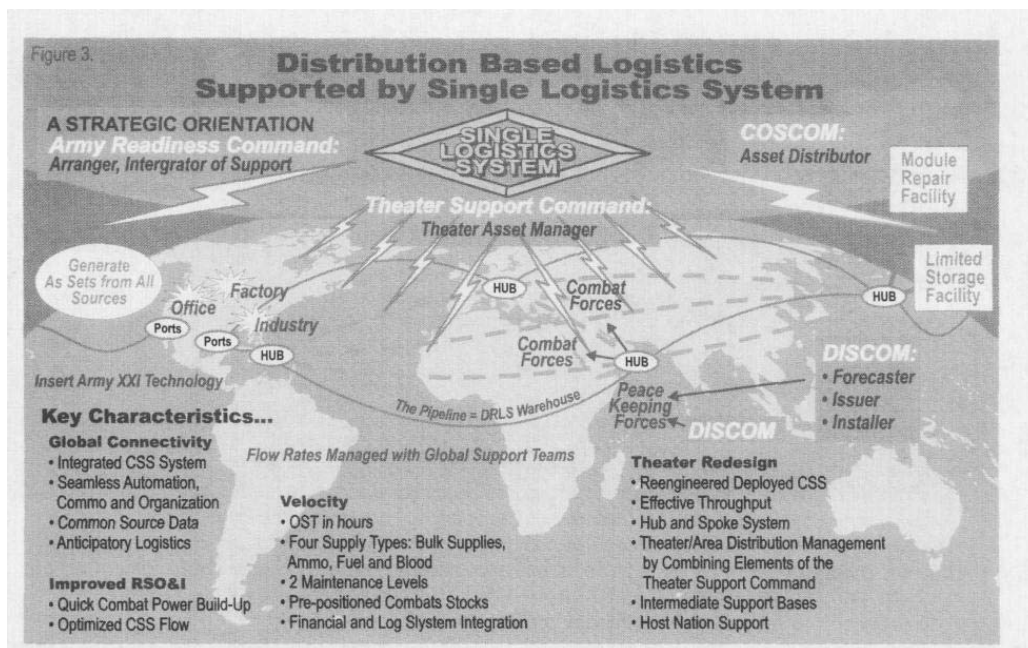 Figure 3.
Distribution Based Logistics
Supported by Single Logistics System
A STRATEGIC ORIENTATION
Army Readiness Command:
Arranger, Intergrator of Support
SINGLE
LOGISTICS
SYSTEM
COSCOM:
Asset Distributor
Module
Repair
Facility
Theater Support Command:
Theater Asset Manager
Generate
As Sets from All
Sources
Office
Factory
Industry
Ports
Ports
HUB
HUB
Combat
Forces
Combat
Forces
HUB
HUB
Limited
Storage
Facility
Insert Army XXI Technology
The Pipeline = DRLS Warehouse
Peace
Keeping
Forces
DISCOM
DISCOM:
• Forecaster
• Issuer
• Installer
Flow Rates Managed with Global Support Teams
Key Characteristics...
Global Connectivity
• Integrated CSS System
• Seamless Automation,
Commo and Organization
• Common Source Data
• Anticipatory Logistics
Improved RSO&I
• Quick Combat Power Build-Up
• Optimized CSS Flow
Velocity
• OST in hours
• Four Supply Types: Bulk Supplies,
Ammo, Fuel and Blood
• 2 Maintenance Levels
• Pre-positioned Combats Stocks
• Financial and Log Slystem Integration
Theater Redesign
• Reengineered Deployed CSS
• Effective Throughput
• Hub and Spoke System
• Theater/Area Distribution Management
by Combining Elements of the
Theater Support Command
• Intermediate Support Bases
• Host Nation Support